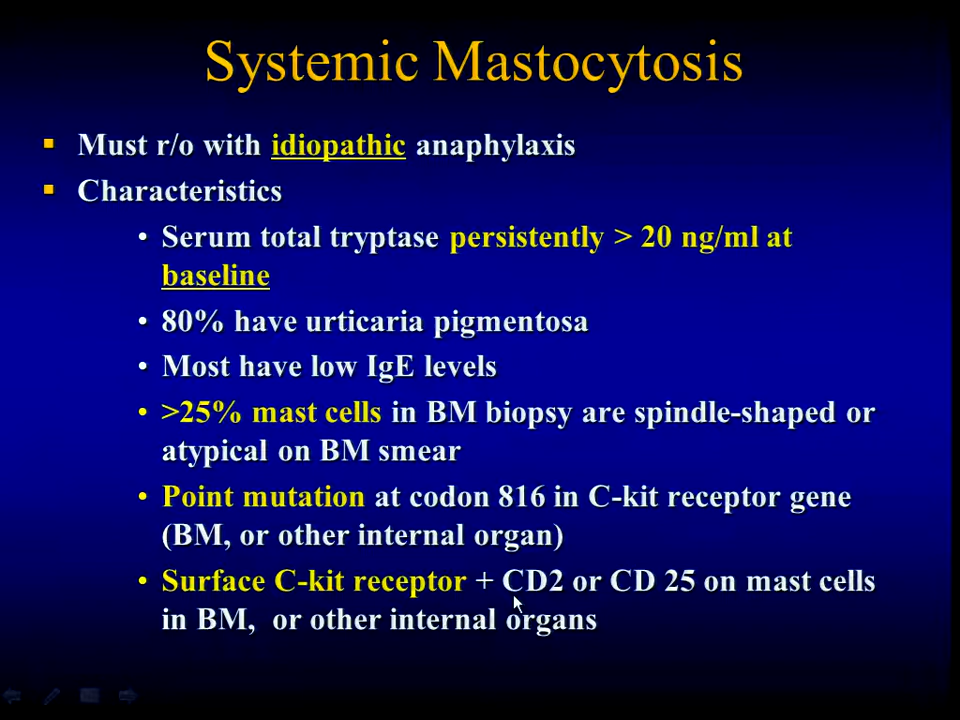 Systemic Mastocytosis
▪ Must r/o with idiopathic anaphylaxis
▪ Characteristics
• Serum total tryptase persistently > 20 ng/ml at
baseline
• 80% have urticaria pigmentosa
• Most have low IgE levels
• >25% mast cells in BM biopsy are spindle-shaped or
atypical on BM smear
• Point mutation at codon 816 in C-kit receptor gene
(BM, or other internal organ)
• Surface C-kit receptor + CD2 or CD 25 on mast cells
in BM, or other internal organs